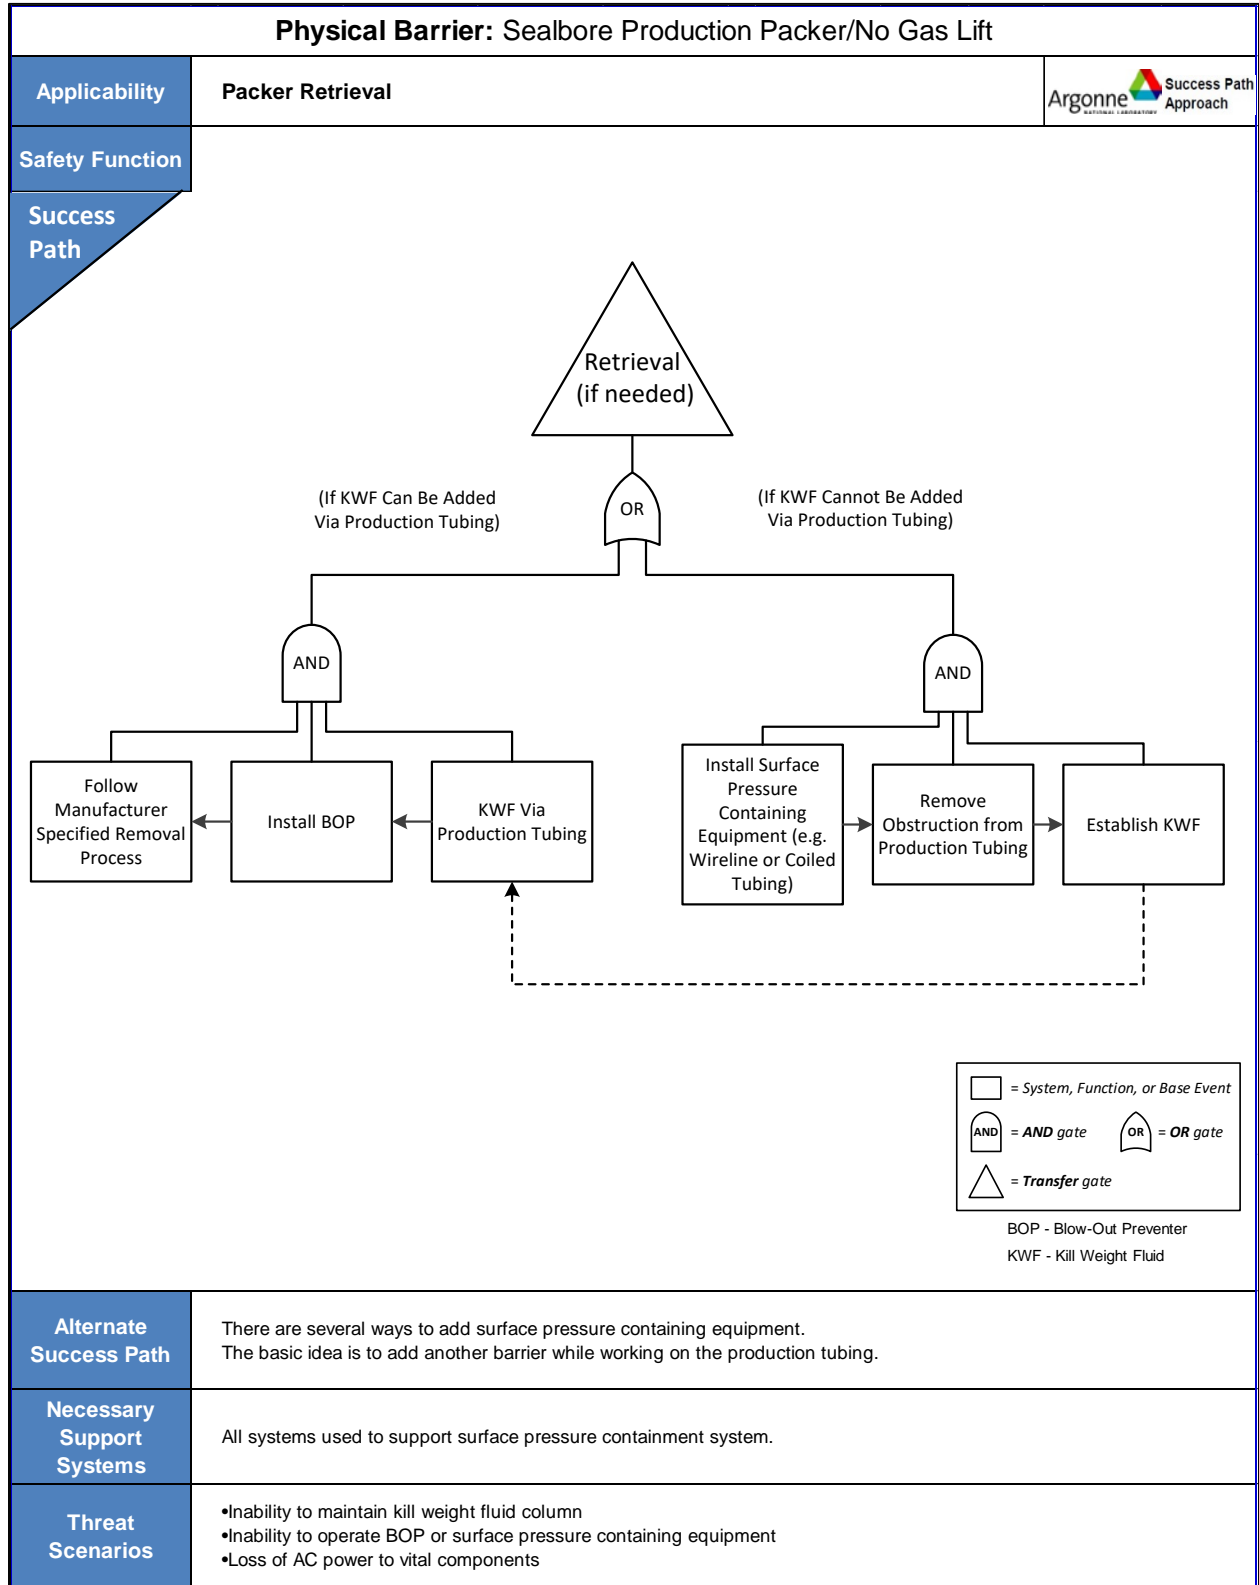 Physical Barrier: Sealbore Production Packer/No Gas Lift
Applicability
Packer Retrieval
Argonne
NATIONAL LABORATORY
Success Path
Approach
Safety Function
Success
Path
Retrieval
(if needed)
(If KWF Can Be Added
Via Production Tubing)
OR
(If KWF Cannot Be Added
Via Production Tubing)
AND
AND
Follow
Manufacturer
Specified Removal
Process
Install BOP
KWF Via
Production Tubing
Install Surface
Pressure
Containing
Equipment (e.g.
Wireline or Coiled
Tubing)
Remove
Obstruction from
Production Tubing
Establish KWF
= System, Function, or Base Event
AND = AND gate
OR = OR gate
= Transfer gate
BOP - Blow-Out Preventer
KWF - Kill Weight Fluid
Alternate
Success Path
There are several ways to add surface pressure containing equipment.
The basic idea is to add another barrier while working on the production tubing.
Necessary
Support
Systems
All systems used to support surface pressure containment system.
Threat
Scenarios
•Inability to maintain kill weight fluid column
•Inability to operate BOP or surface pressure containing equipment
•Loss of AC power to vital components